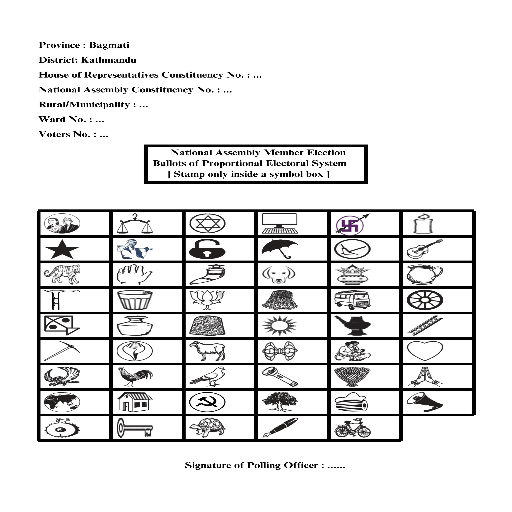 Province : Bagmati
District: Kathmandu
House of Representatives Constituency No. : ...
National Assembly Constituency No. : ...
Rural/Municipality : ...
Ward No. : ...
Voters No. : ...
National Assembly Member Election
Ballots of Proportional Electoral System
[ Stamp only inside a symbol box ]
Signature of Polling Officer : ......